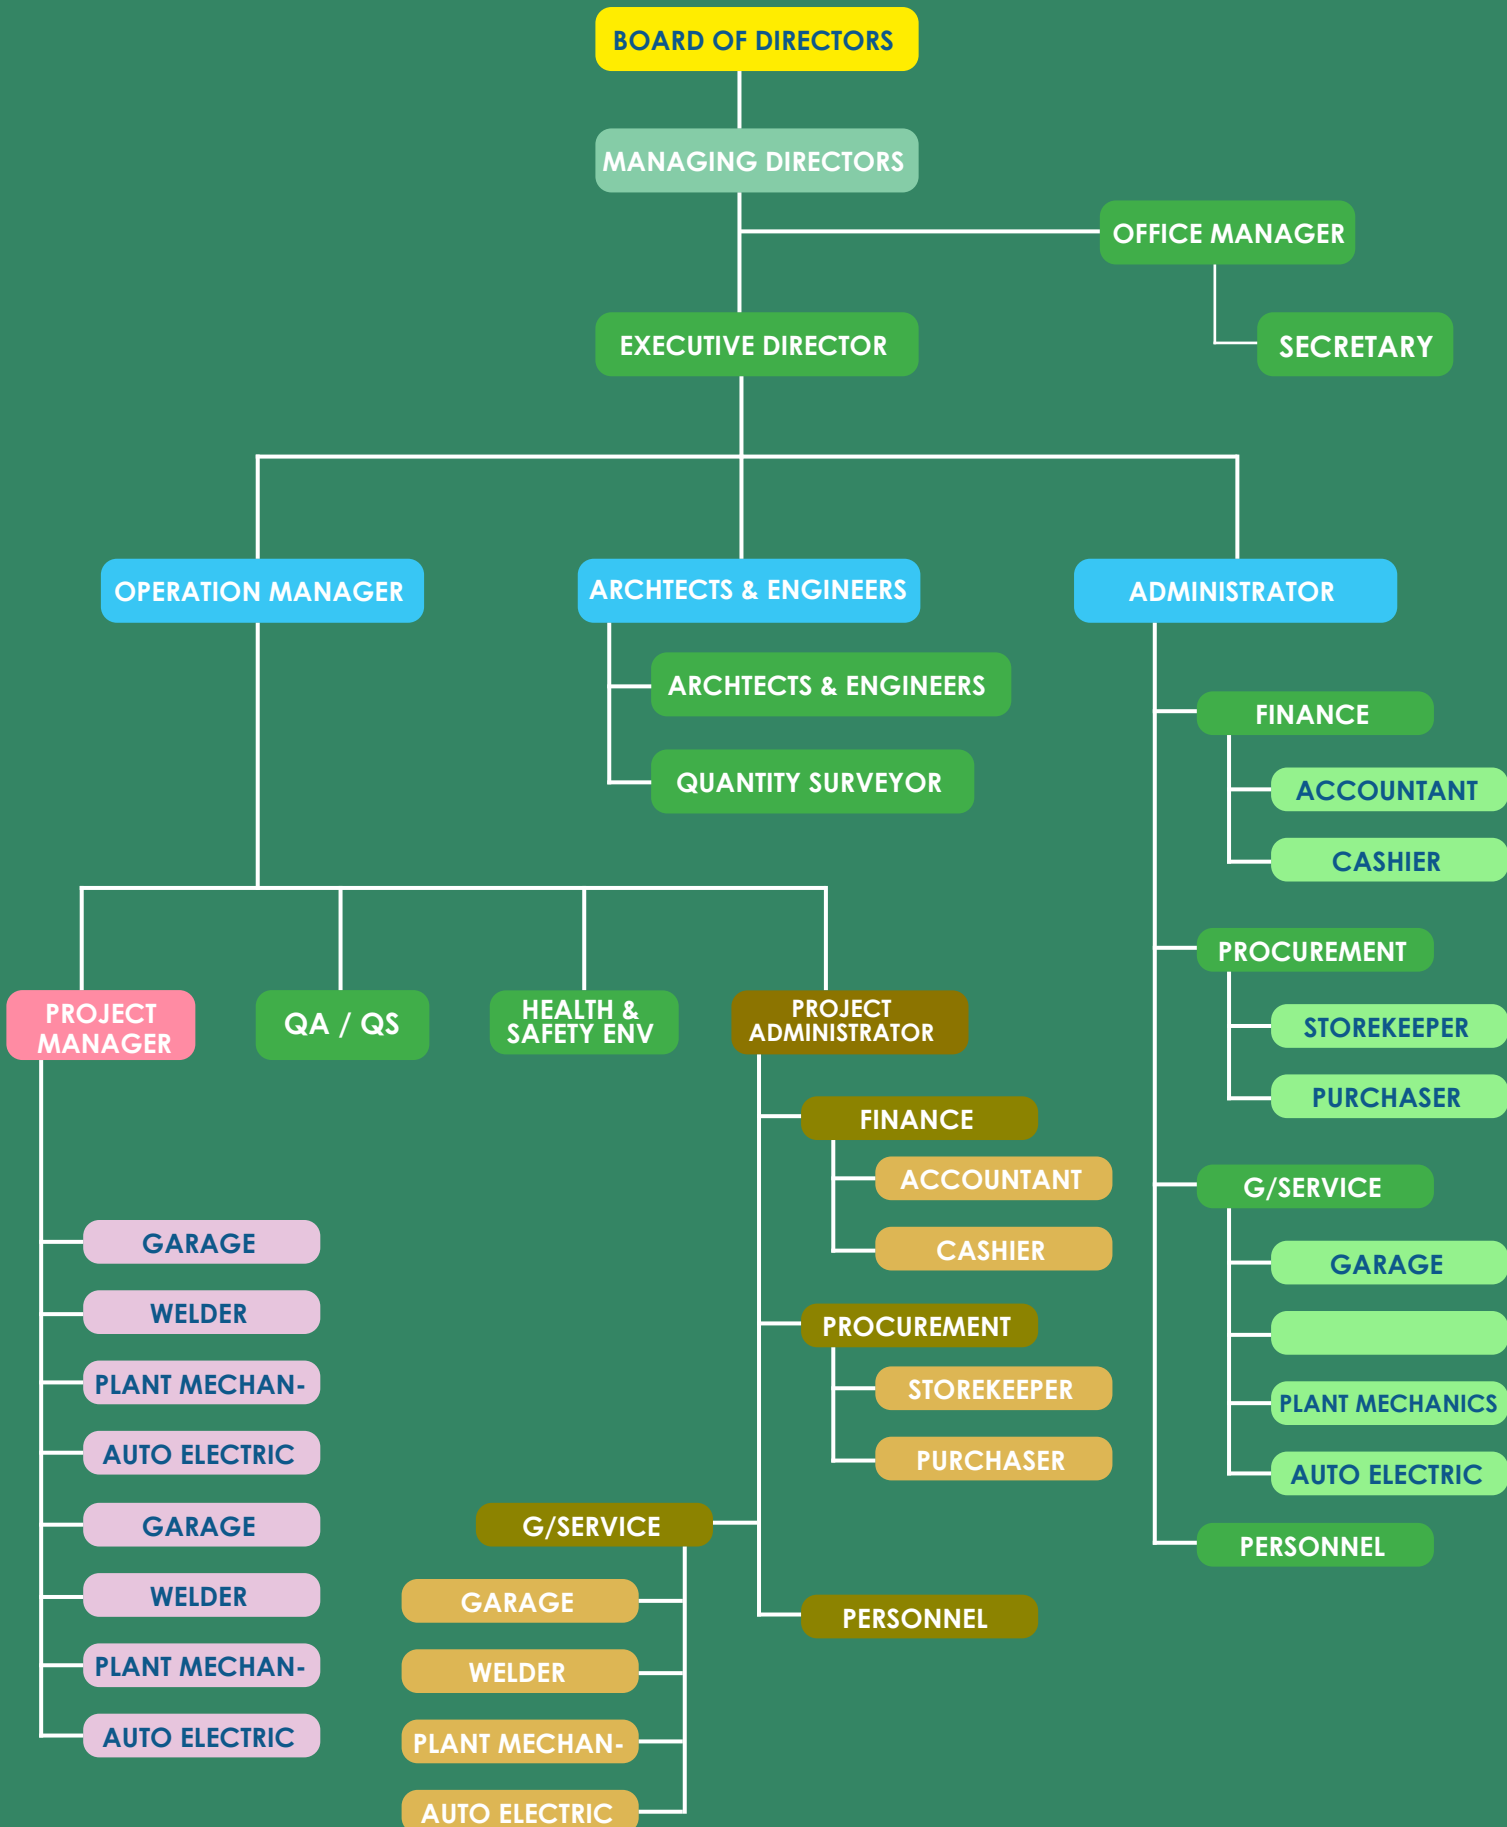 BOARD OF DIRECTORS
MANAGING DIRECTORS
OFFICE MANAGER
EXECUTIVE DIRECTOR
SECRETARY
OPERATION MANAGER
ARCHTECTS & ENGINEERS
ADMINISTRATOR
ARCHTECTS & ENGINEERS
QUANTITY SURVEYOR
FINANCE
ACCOUNTANT
CASHIER
PROCUREMENT
STOREKEEPER
PURCHASER
G/SERVICE
GARAGE
PLANT MECHANICS
AUTO ELECTRIC
PERSONNEL
PROJECT
MANAGER
QA / QS
HEALTH &
SAFETY ENV
PROJECT
ADMINISTRATOR
GARAGE
WELDER
PLANT MECHAN-
AUTO ELECTRIC
GARAGE
WELDER
PLANT MECHAN-
AUTO ELECTRIC
FINANCE
ACCOUNTANT
CASHIER
PROCUREMENT
STOREKEEPER
PURCHASER
G/SERVICE
GARAGE
WELDER
PLANT MECHAN-
AUTO ELECTRIC
PERSONNEL